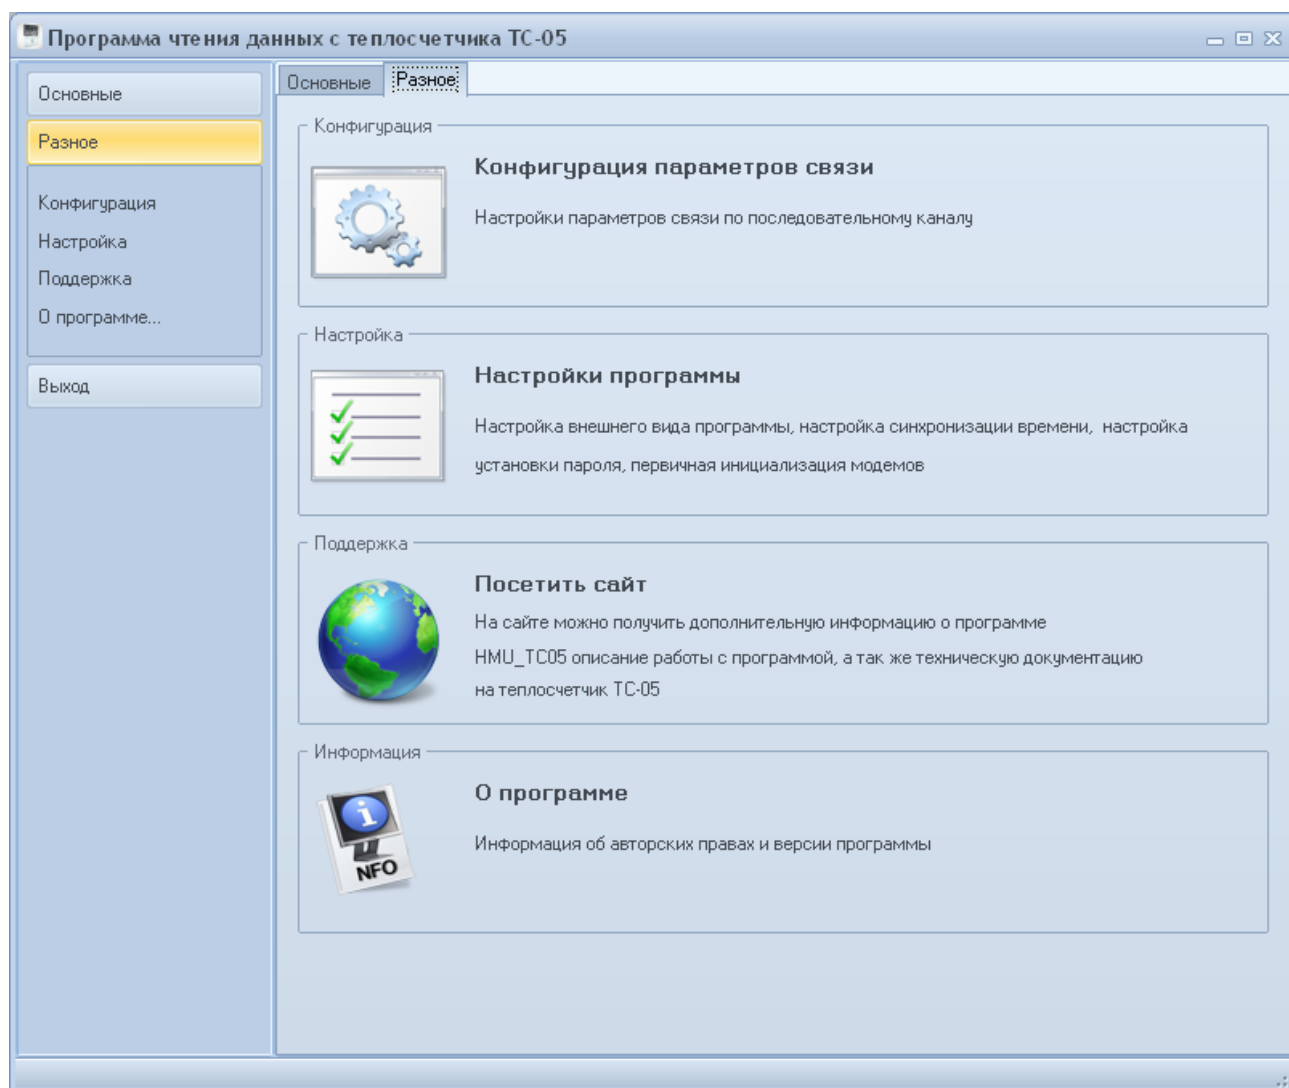 Программа чтения данных с теплосчетчика ТС-05
Основные
Разное
Конфигурация
Настройка
Поддержка
О программе...
Выход
Основные
Разное
Конфигурация
Конфигурация параметров связи
Настройки параметров связи по последовательному каналу
Настройка
Настройки программы
Настройка внешнего вида программы, настройка синхронизации времени, настройка
установки пароля, первичная инициализация модемов
Поддержка
Посетить сайт
На сайте можно получить дополнительную информацию о программе
HMU_TC05 описание работы с программой, а так же техническую документацию
на теплосчетчик ТС-05
Информация
О программе
Информация об авторских правах и версии программы
NFO